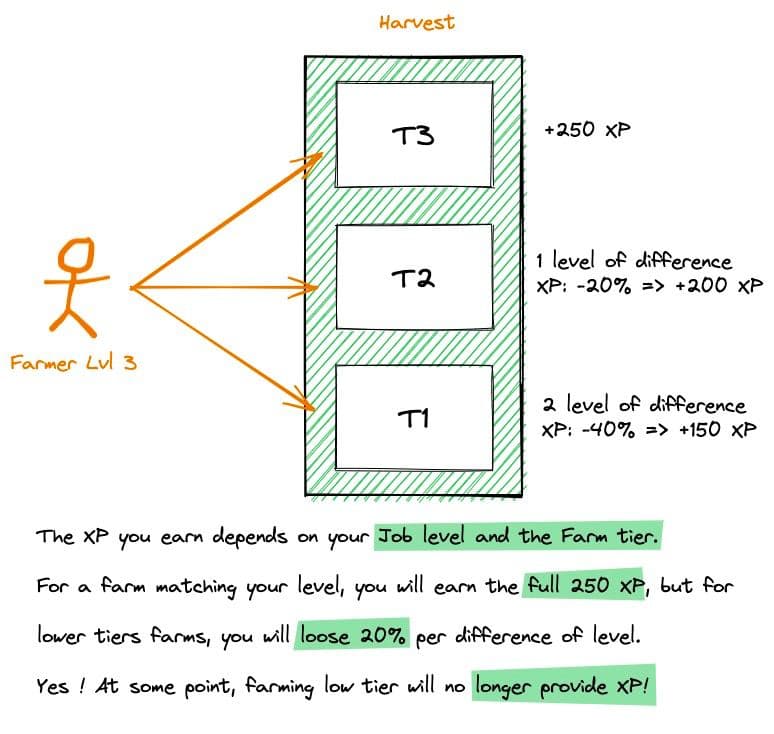 Harvest
T3
+250 XP
T2
1 level of difference
XP: -20% => +200 XP
Farmer Lvl 3
T1
2 level of difference
XP: -40% => +150 XP
The XP you earn depends on your Job level and the Farm tier.
For a farm matching your level, you will earn the full 250 XP, but for
lower tiers farms, you will loose 20% per difference of level.
Yes ! At some point, farming low tier will no longer provide XP!